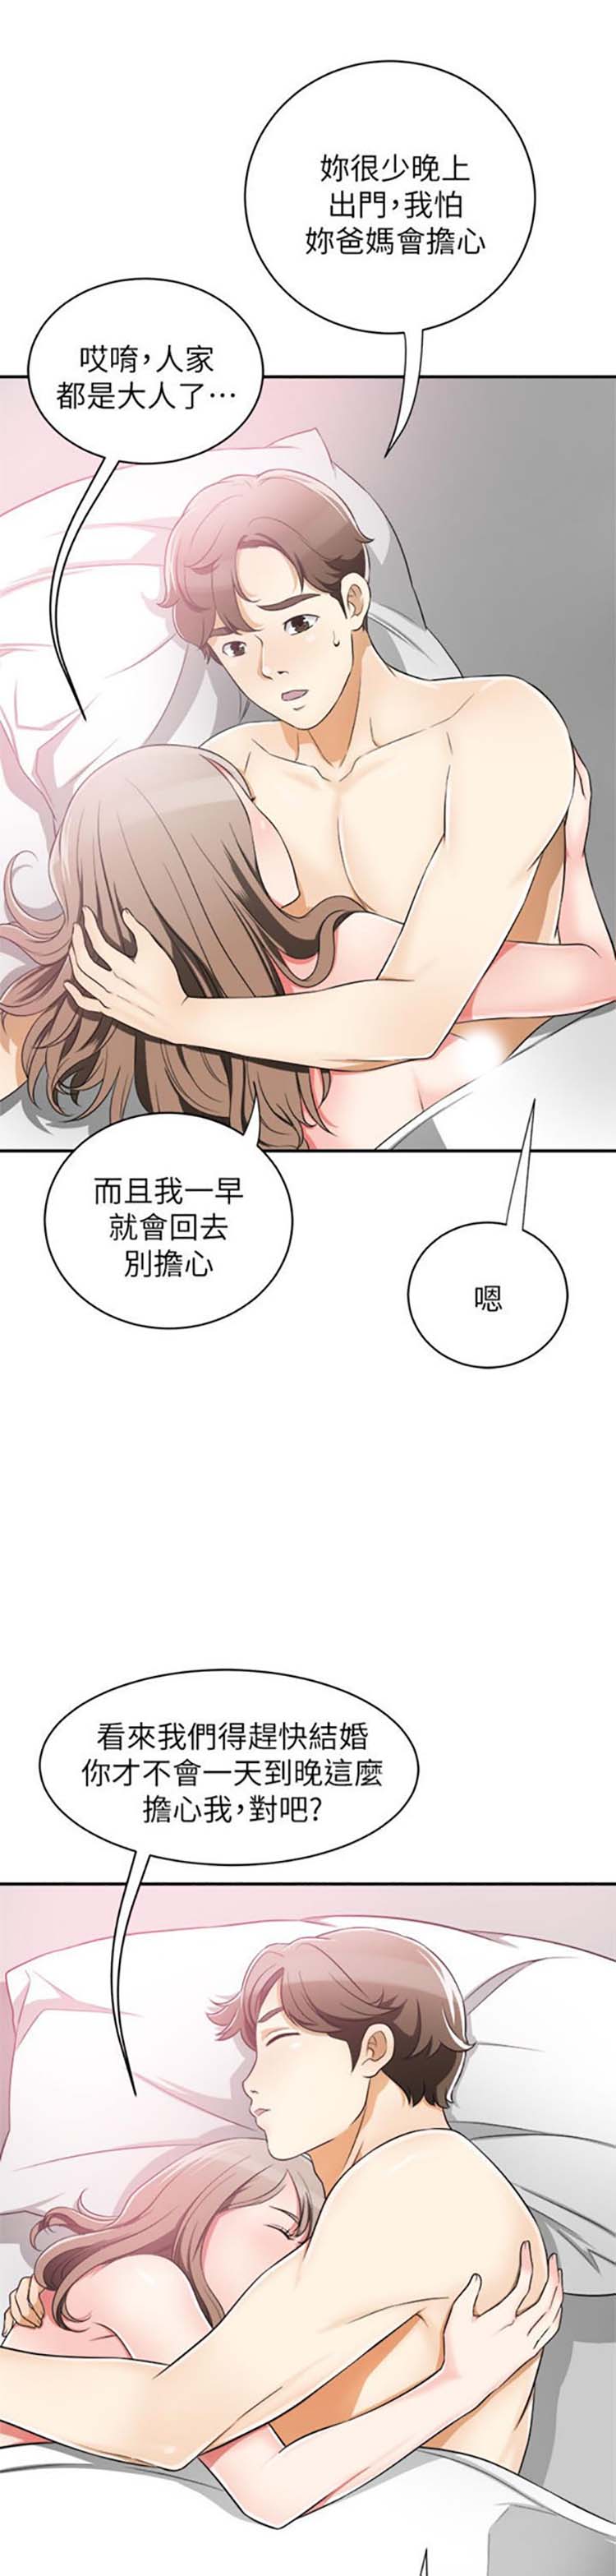 妳很少晚上
出門，我怕
妳爸媽會擔心
哎唷，人家
都是大人了…
而且我一早
就會回去
別擔心
嗯
看來我們得趕快結婚
你才不會一天到晚這麼
擔心我，對吧?